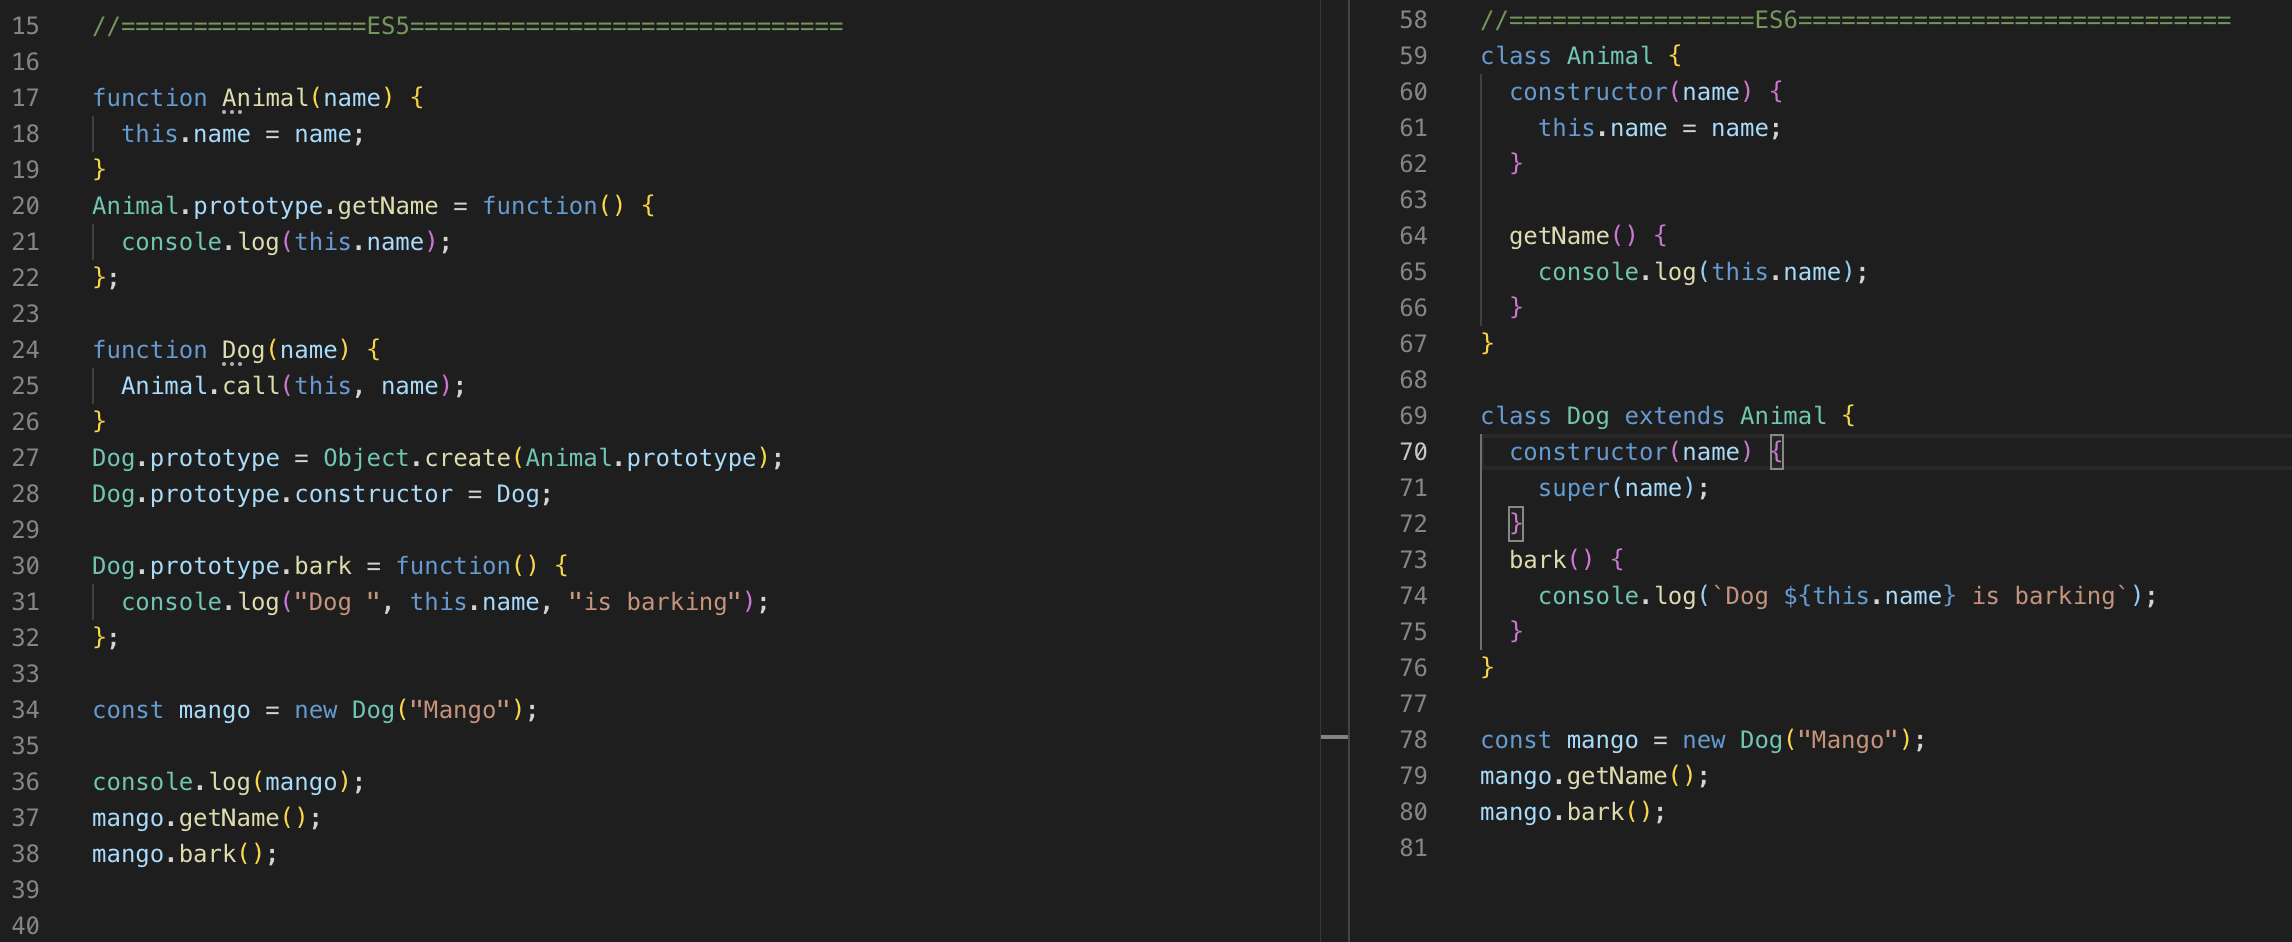 15 //=================ES5==============================
16
17 function Animal(name) {
18   this.name = name;
19 }
20 Animal.prototype.getName = function() {
21   console.log(this.name);
22 };
23
24 function Dog(name) {
25   Animal.call(this, name);
26 }
27 Dog.prototype = Object.create(Animal.prototype);
28 Dog.prototype.constructor = Dog;
29
30 Dog.prototype.bark = function() {
31   console.log("Dog ", this.name, "is barking");
32 };
33
34 const mango = new Dog("Mango");
35
36 console.log(mango);
37 mango.getName();
38 mango.bark();
39
40
58 //=================ES6==============================
59 class Animal {
60   constructor(name) {
61     this.name = name;
62   }
63
64   getName() {
65     console.log(this.name);
66   }
67 }
68
69 class Dog extends Animal {
70   constructor(name) {
71     super(name);
72   }
73   bark() {
74     console.log(`Dog ${this.name} is barking`);
75   }
76 }
77
78 const mango = new Dog("Mango");
79 mango.getName();
80 mango.bark();
81